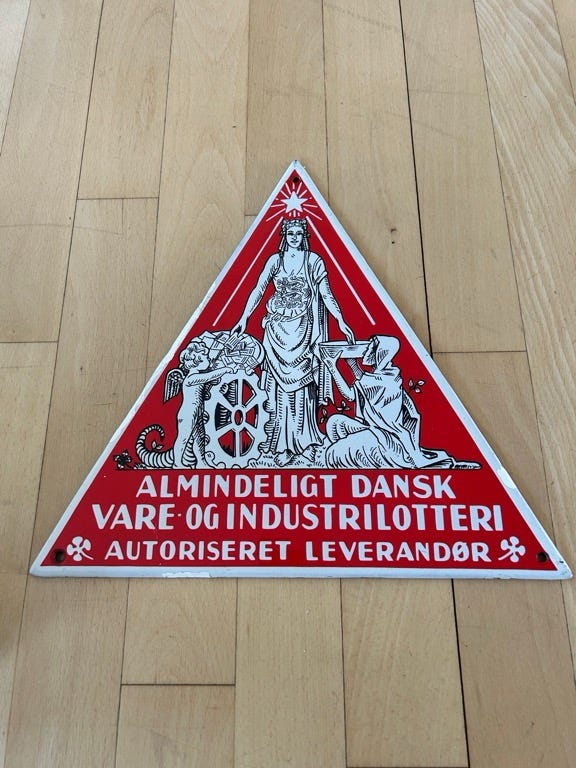 ALMINDELIGT DANSK
VARE- OG INDUSTRILOTTERI
AUTORISERET LEVERANDØR